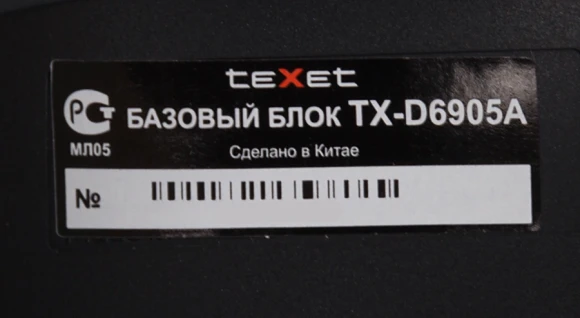 teXet
РСТ БАЗОВЫЙ БЛОК TX-D6905A
МЛ05 Сделано в Китае
№